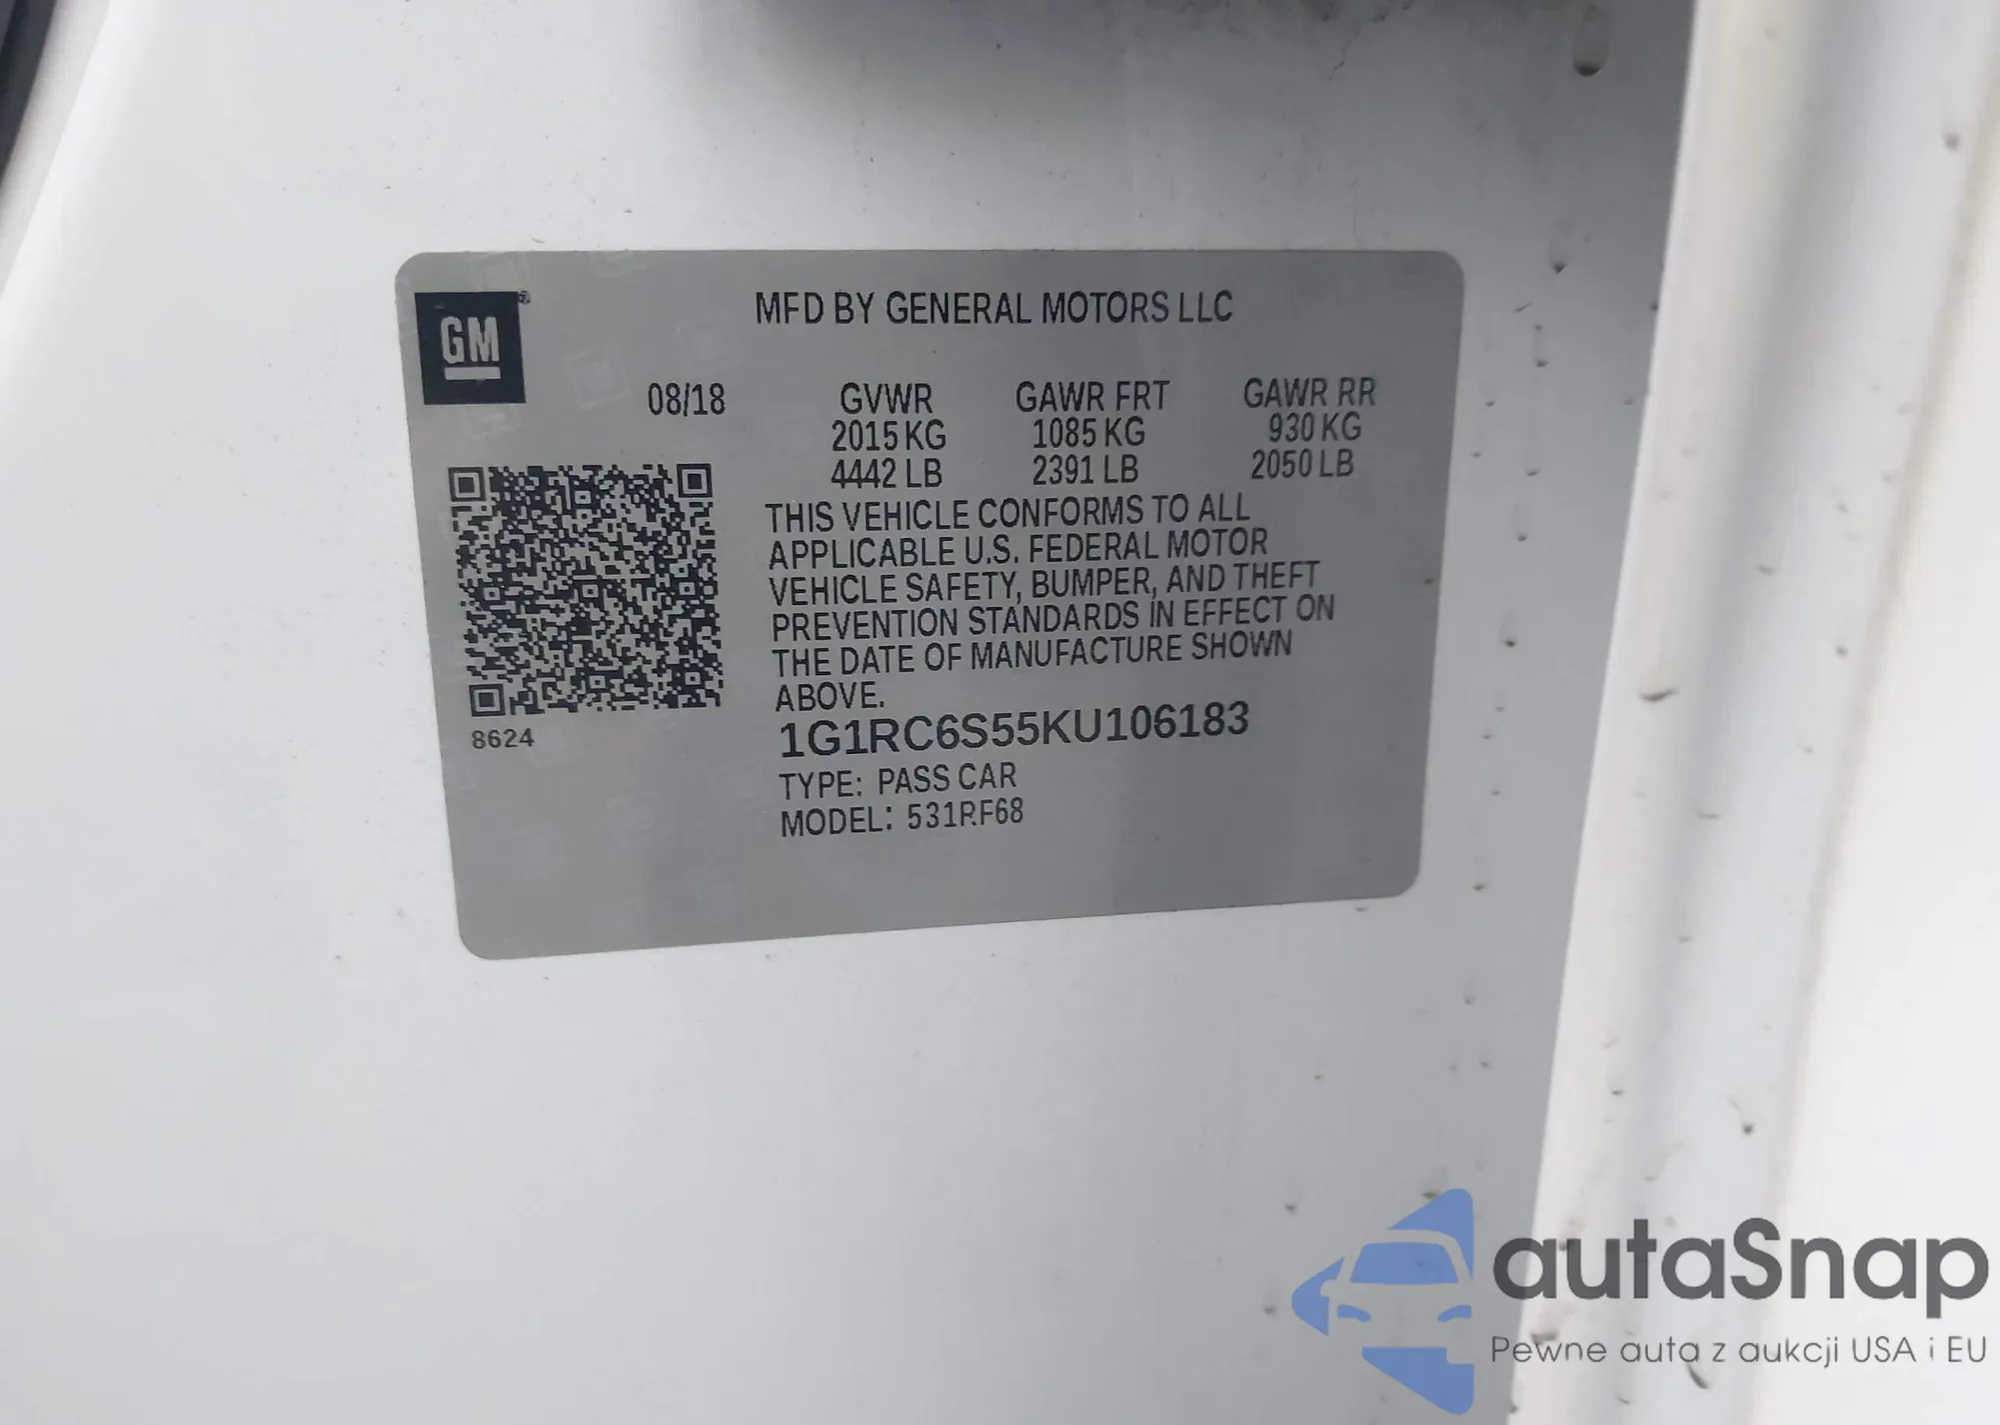 GM
MFD BY GENERAL MOTORS LLC
08/18 GVWR GAWR FRT GAWR RR
2015 KG 1085 KG 930 KG
4442 LB 2391 LB 2050 LB
THIS VEHICLE CONFORMS TO ALL
APPLICABLE U.S. FEDERAL MOTOR
VEHICLE SAFETY, BUMPER, AND THEFT
PREVENTION STANDARDS IN EFFECT ON
THE DATE OF MANUFACTURE SHOWN
ABOVE.
8624
1G1RC6S55KU106183
TYPE: PASS CAR
MODEL: 531RF68
autaSnap
Pewne auta z aukcji USA i EU